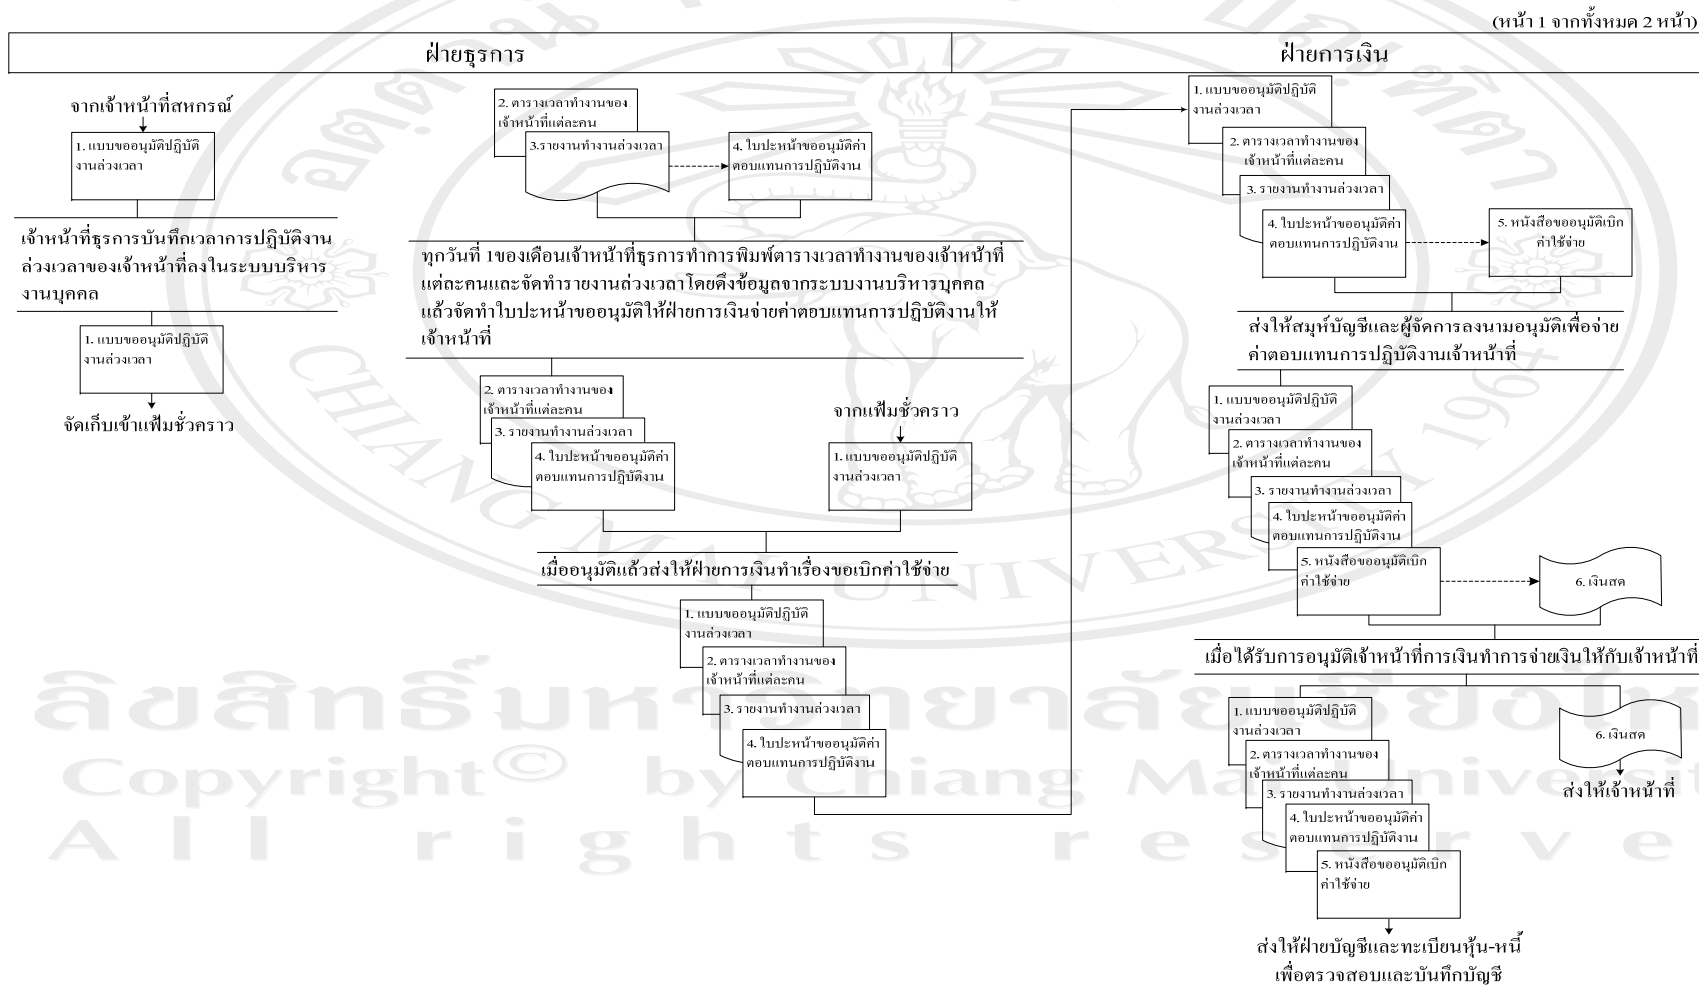 (หน้า 1 จากทั้งหมด 2 หน้า)
ฝ่ายธุรการ
ฝ่ายการเงิน
จากเจ้าหน้าที่สหกรณ์
1. แบบขออนุมัติปฏิบัติ
งานล่วงเวลา
เจ้าหน้าที่ธุรการบันทึกเวลาการปฏิบัติงาน
ล่วงเวลาของเจ้าหน้าที่ลงในระบบบริหาร
งานบุคคล
1. แบบขออนุมัติปฏิบัติ
งานล่วงเวลา
จัดเก็บเข้าแฟ้มชั่วคราว
2. ตารางเวลาทำงานของ
เจ้าหน้าที่แต่ละคน
3.รายงานทำงานล่วงเวลา
4. ใบปะหน้าขออนุมัติค่า
ตอบแทนการปฏิบัติงาน
ทุกวันที่ 1ของเดือนเจ้าหน้าที่ธุรการทำการพิมพ์ตารางเวลาทำงานของเจ้าหน้าที่
แต่ละคนและจัดทำรายงานล่วงเวลาโดยดึงข้อมูลจากระบบงานบริหารบุคคล
แล้วจัดทำใบปะหน้าขออนุมัติให้ฝ่ายการเงินจ่ายค่าตอบแทนการปฏิบัติงานให้
เจ้าหน้าที่
2. ตารางเวลาทำงานของ
เจ้าหน้าที่แต่ละคน
3. รายงานทำงานล่วงเวลา
4. ใบปะหน้าขออนุมัติค่า
ตอบแทนการปฏิบัติงาน
จากแฟ้มชั่วคราว
1. แบบขออนุมัติปฏิบัติ
งานล่วงเวลา
เมื่ออนุมัติแล้วส่งให้ฝ่ายการเงินทำเรื่องขอเบิกค่าใช้จ่าย
1. แบบขออนุมัติปฏิบัติ
งานล่วงเวลา
2. ตารางเวลาทำงานของ
เจ้าหน้าที่แต่ละคน
3. รายงานทำงานล่วงเวลา
4. ใบปะหน้าขออนุมัติค่า
ตอบแทนการปฏิบัติงาน
1. แบบขออนุมัติปฏิบัติ
งานล่วงเวลา
2. ตารางเวลาทำงานของ
เจ้าหน้าที่แต่ละคน
3. รายงานทำงานล่วงเวลา
4. ใบปะหน้าขออนุมัติค่า
ตอบแทนการปฏิบัติงาน
5. หนังสือขออนุมัติเบิก
ค่าใช้จ่าย
ส่งให้สมุห์บัญชีและผู้จัดการลงนามอนุมัติเพื่อจ่าย
ค่าตอบแทนการปฏิบัติงานเจ้าหน้าที่
1. แบบขออนุมัติปฏิบัติ
งานล่วงเวลา
2. ตารางเวลาทำงานของ
เจ้าหน้าที่แต่ละคน
3. รายงานทำงานล่วงเวลา
4. ใบปะหน้าขออนุมัติค่า
ตอบแทนการปฏิบัติงาน
5. หนังสือขออนุมัติเบิก
ค่าใช้จ่าย
6. เงินสด
เมื่อได้รับการอนุมัติเจ้าหน้าที่การเงินทำการจ่ายเงินให้กับเจ้าหน้าที่
1. แบบขออนุมัติปฏิบัติ
งานล่วงเวลา
2. ตารางเวลาทำงานของ
เจ้าหน้าที่แต่ละคน
3. รายงานทำงานล่วงเวลา
4. ใบปะหน้าขออนุมัติค่า
ตอบแทนการปฏิบัติงาน
5. หนังสือขออนุมัติเบิก
ค่าใช้จ่าย
6. เงินสด
ส่งให้เจ้าหน้าที่
ส่งให้ฝ่ายบัญชีและทะเบียนหุ้น-หนี้
เพื่อตรวจสอบและบันทึกบัญชี
CHIANG MAI UNIVERSITY 1964
ลิขสิทธิ์มหาวิทยาลัยเชียงให
Copyright© by Chiang Mai Universit
All rights reserve